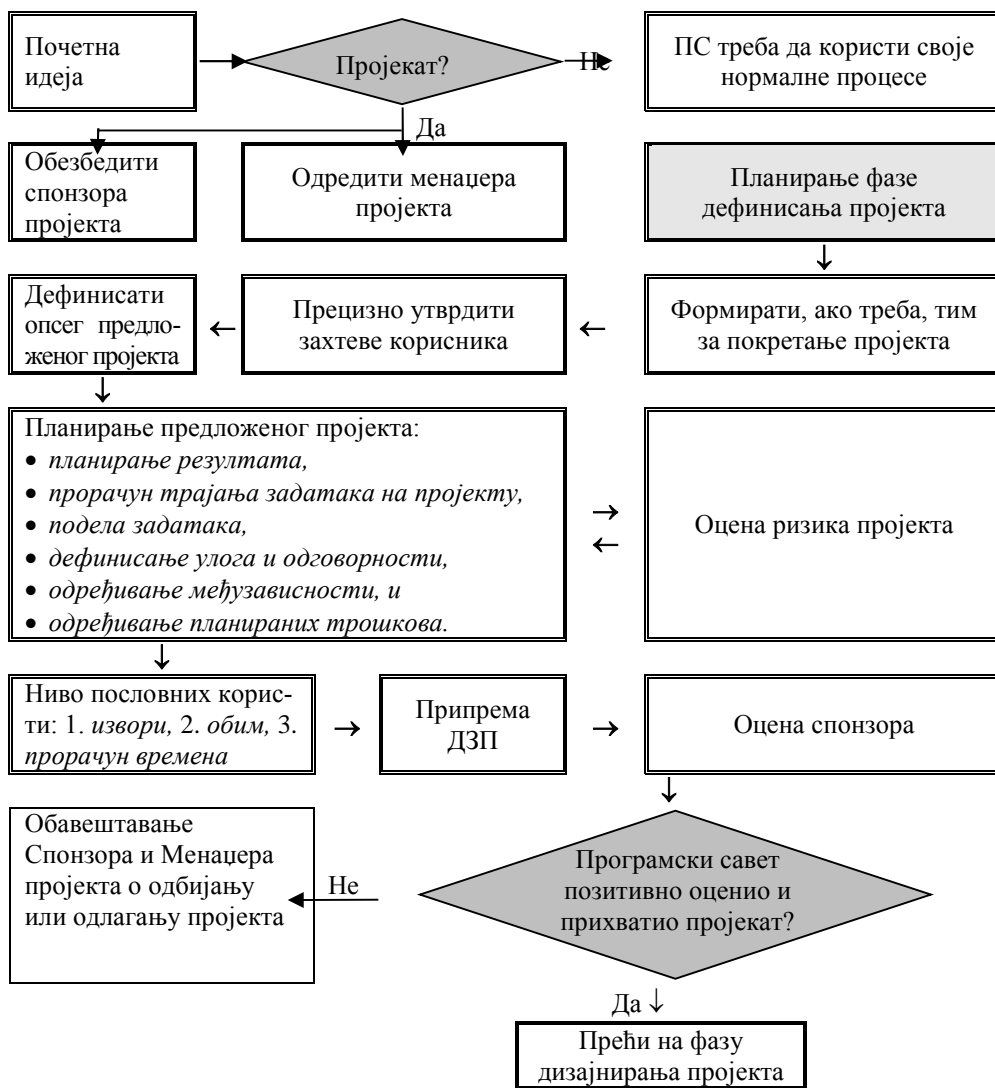 Почетна
идеја
Пројекат?
Не
ПС треба да користи своје
нормалне процесе
Да
Обезбедити
спонзора
пројекта
Одредити менаџера
пројекта
Планирање фазе
дефинисања пројекта
Дефинисати
опсег предло-
женог пројекта
Прецизно утврдити
захтеве корисника
Формирати, ако треба, тим
за покретање пројекта
Планирање предложеног пројекта:
• планирање резултата,
• прорачун трајања задатака на пројекту,
• подела задатака,
• дефинисање улога и одговорности,
• одређивање међузависности, и
• одређивање планираних трошкова.
Оцена ризика пројекта
Ниво пословних корис-
ти: 1. извори, 2. обим, 3.
прорачун времена
Припрема
ДЗП
Оцена спонзора
Обавештавање
Спонзора и Менаџера
пројекта о одбијању
или одлагању пројекта
Не
Програмски савет
позитивно оценио и
прихватио пројекат?
Да
Прећи на фазу
дизајнирања пројекта